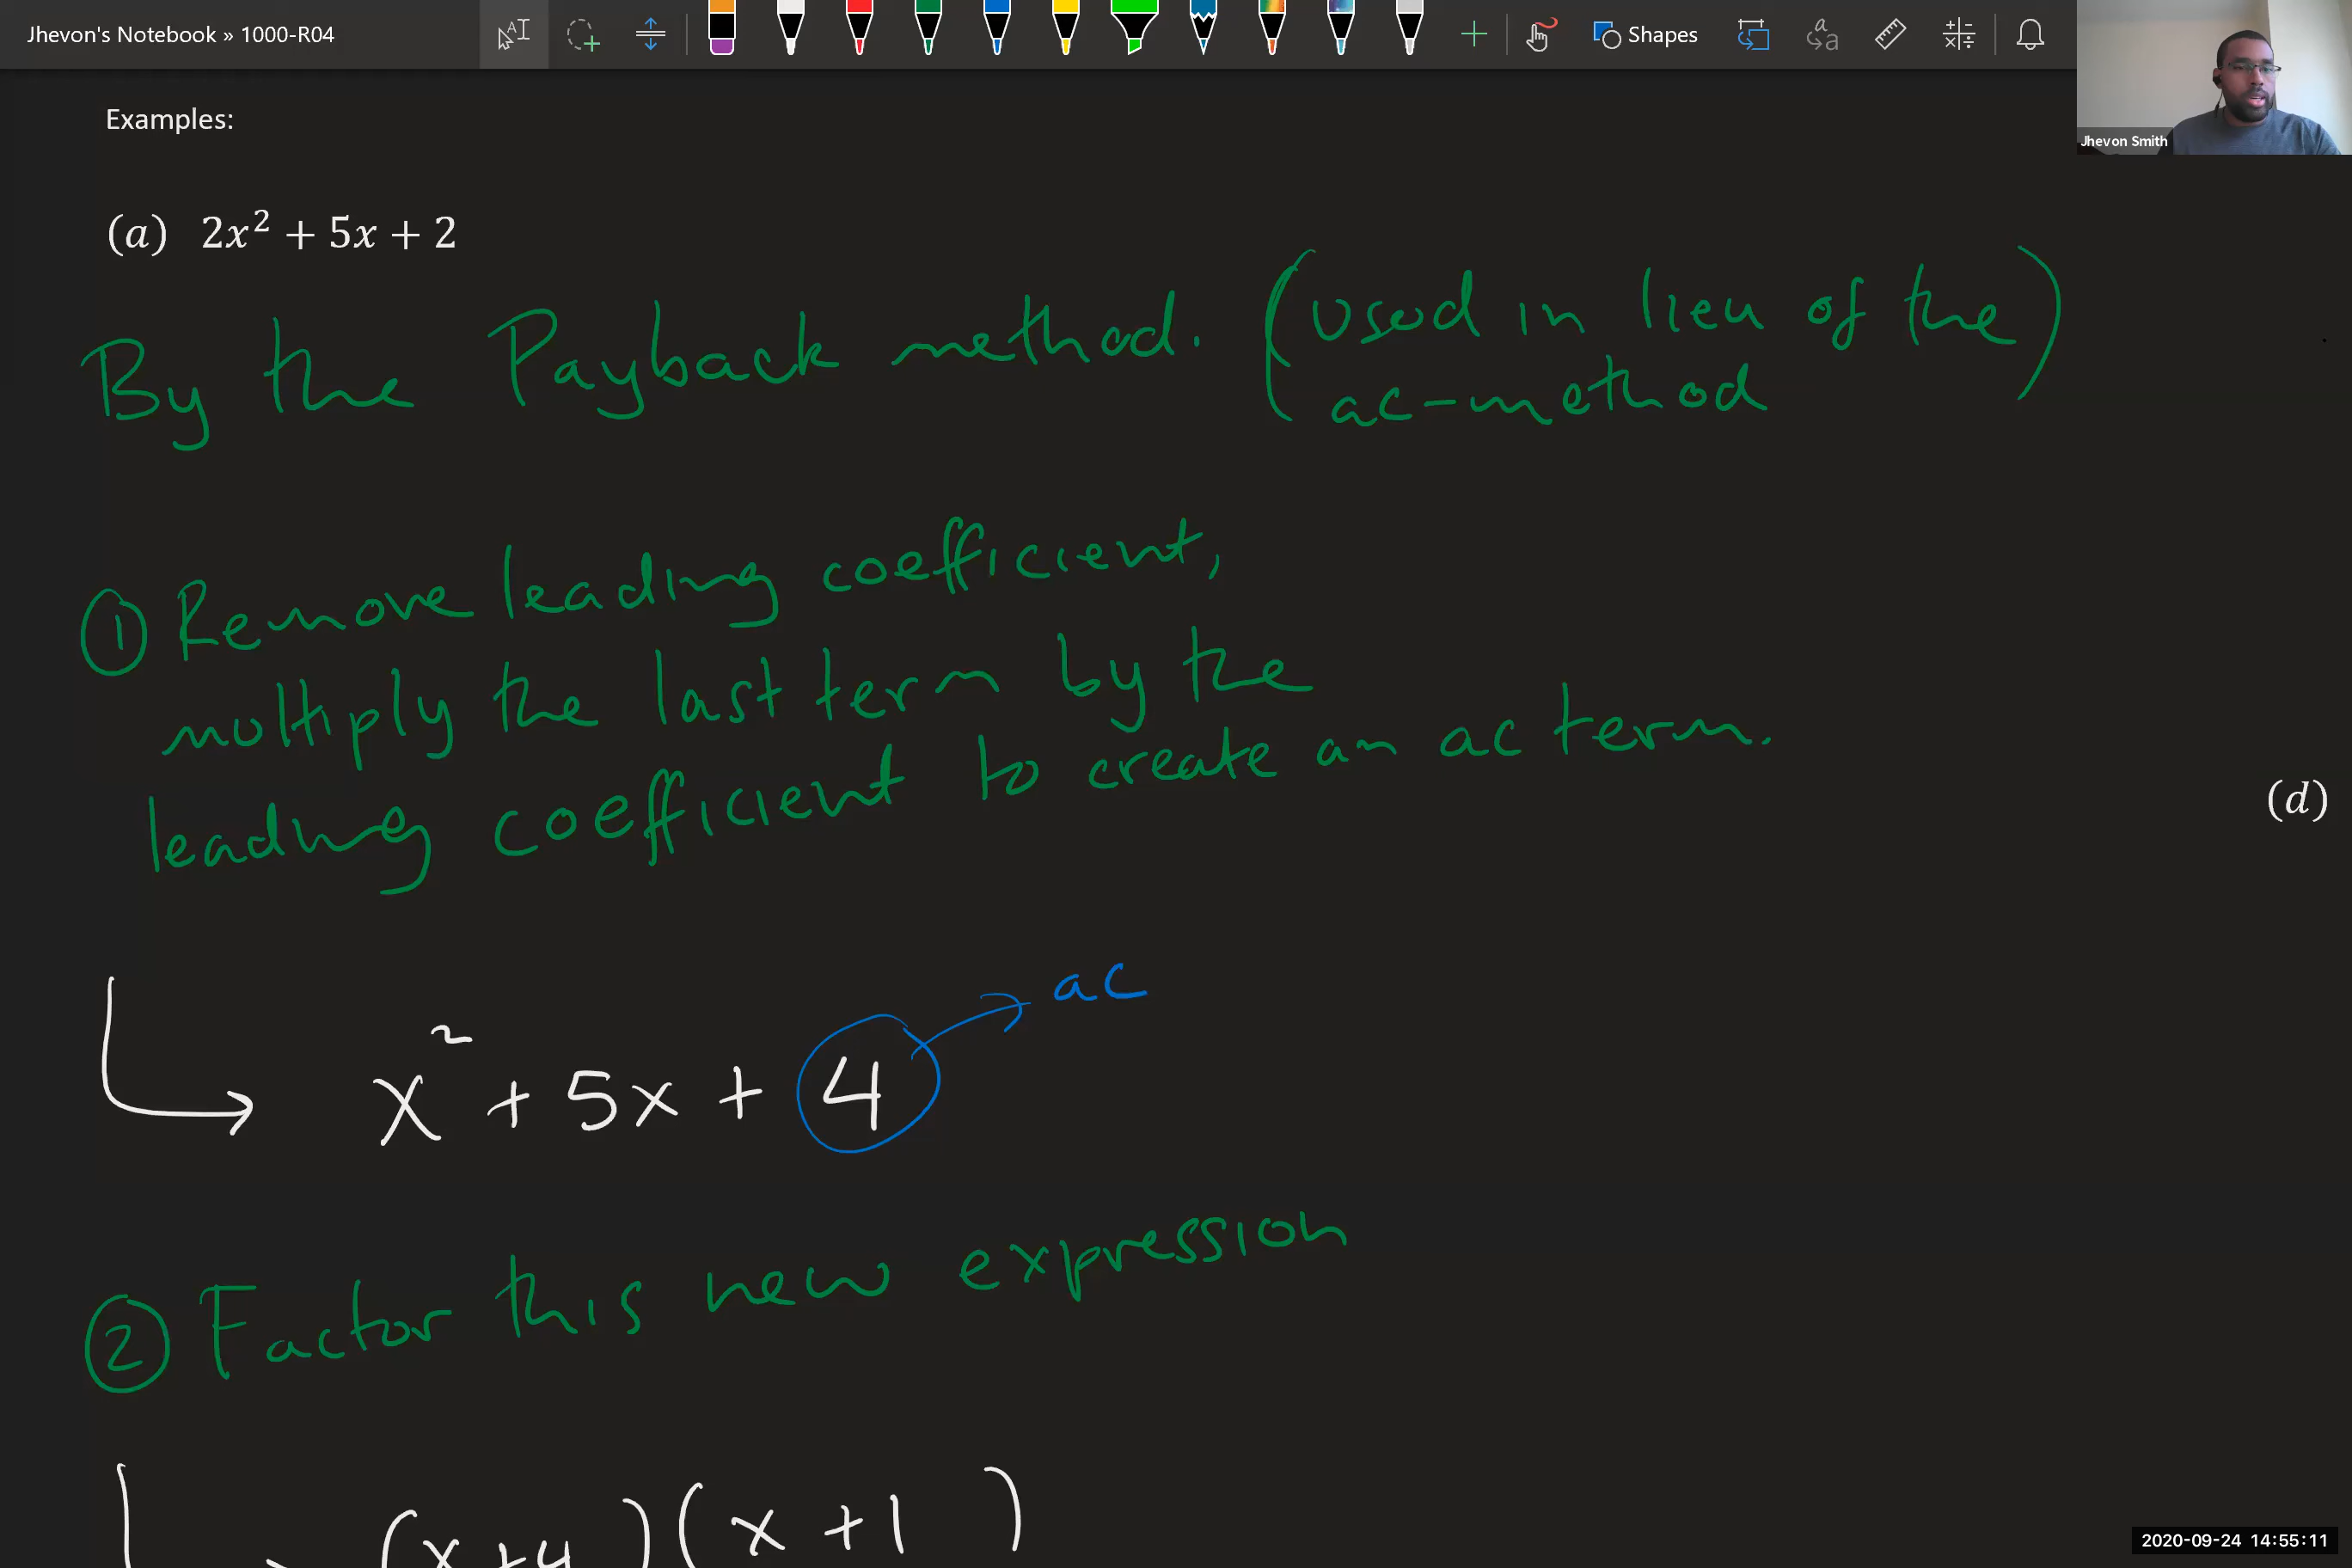 Jhevon's Notebook » 1000-R04
Shapes
Jhevon Smith
Examples:
(a) 2x² + 5x + 2
By the Payback method. (Used in lieu of the
ac-method)
① Remove leading coefficient,
multiply the last term by the
leading coefficient to create an ac term.
(d)
x² + 5x + 4 → ac
② Factor this new expression
(x+4)(x+1)
2020-09-24 14:55:11